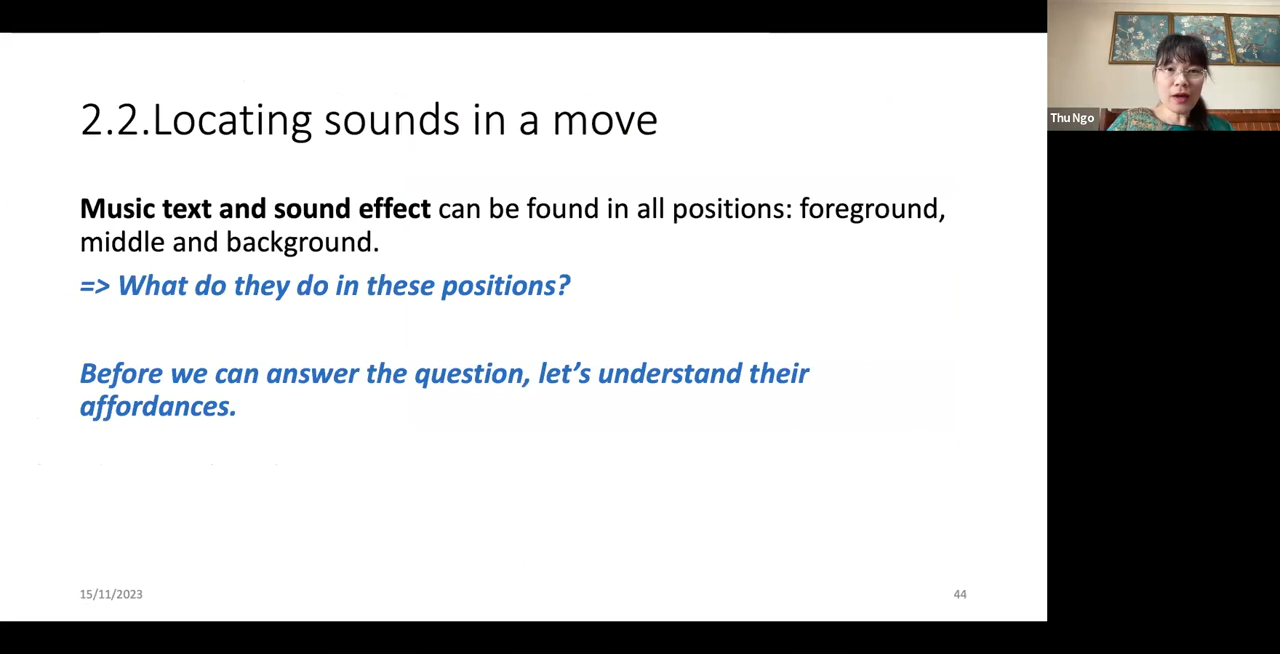 2.2.Locating sounds in a move
Music text and sound effect can be found in all positions: foreground,
middle and background.
=> What do they do in these positions?
Before we can answer the question, let’s understand their
affordances.
15/11/2023
44
Thu Ngo